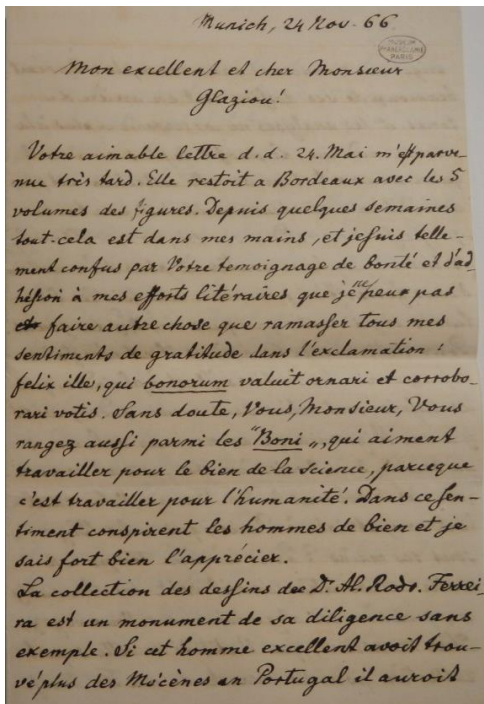 Munich, 24 Nov. 66
MUSEUM
PHANEROGAMIE
PARIS
Mon excellent et cher Monsieur
Glaziou!
Votre aimable lettre d.d. 24. Mai m'est parve-
nue très tard. Elle restoit a Bordeaux avec les 5
volumes des figures. Depuis quelques semaines
tout-cela est dans mes mains, et je suis telle-
ment confus par Votre temoignage de bonté et d'ad-
hésion à mes efforts litéraires que je ne peux pas
faire autre chose que ramasser tous mes
sentiments de gratitude dans l'exclamation:
felix ille, qui bonorum valuit ornari et corrobo-
rari votis. Sans doute, Vous, Monsieur, Vous
rangez aussi parmi les "Boni", qui aiment
travailler pour le bien de la science, parceque
c'est travailler pour l'humanité. Dans ce sen-
timent conspirent les hommes de bien et je
sais fort bien l'apprécier.
La collection des dessins de Dr. Al. Rodr. Ferrei-
ra est un monument de sa diligence sans
exemple. Si cet homme excellent avoit trou-
vé plus des Mécènes en Portugal il auroit